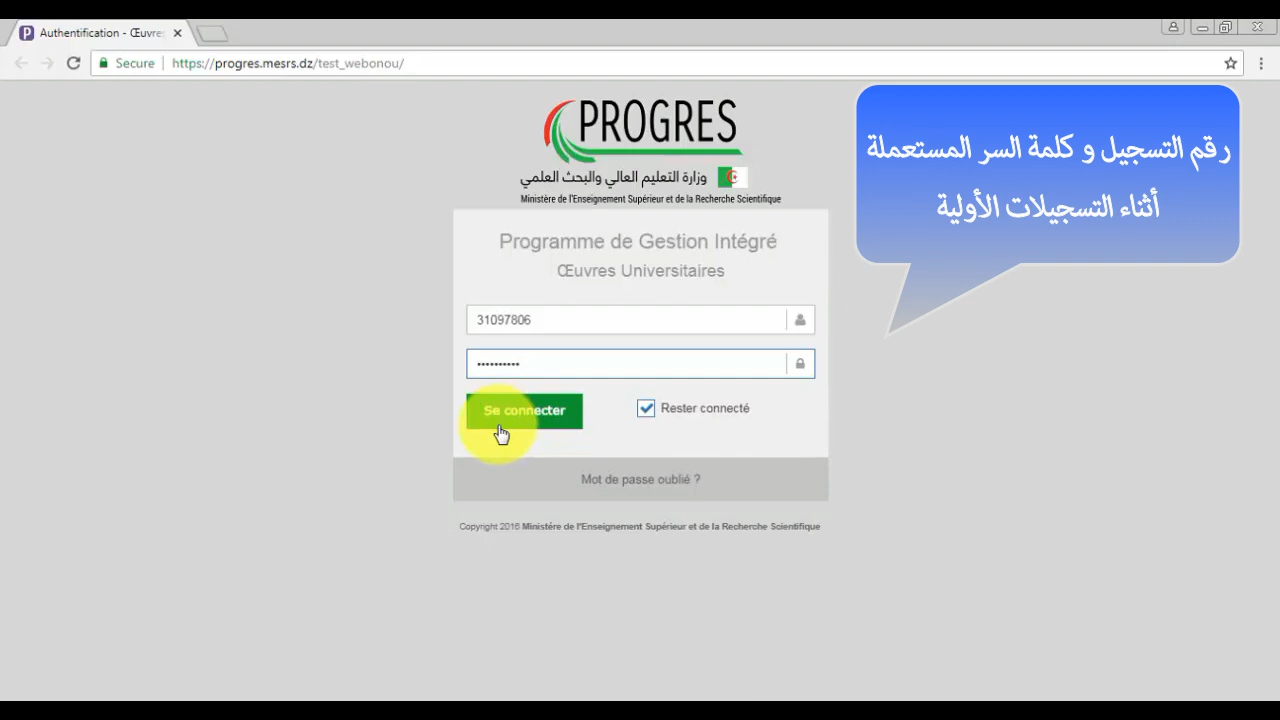 Authentification - Œuvre
Secure
https://progres.mesrs.dz/test_webonou/
PROGRES
وزارة التعليم العالي والبحث العلمي
Ministère de l'Enseignement Supérieur et de la Recherche Scientifique
رقم التسجيل و كلمة السر المستعملة
أثناء التسجيلات الأولية
Programme de Gestion Intégré
Œuvres Universitaires
31097806
••••••••••
Se connecter
Rester connecté
Mot de passe oublié ?
Copyright 2016 Ministére de l'Enseignement Supérieur et de la Recherche Scientifique